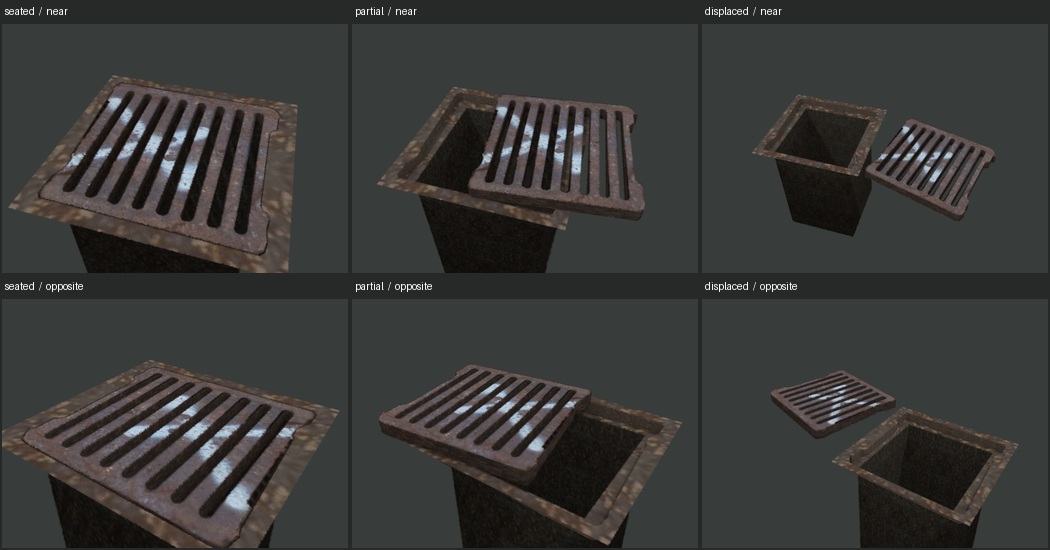 seated / near
partial / near
displaced / near
seated / opposite
partial / opposite
displaced / opposite